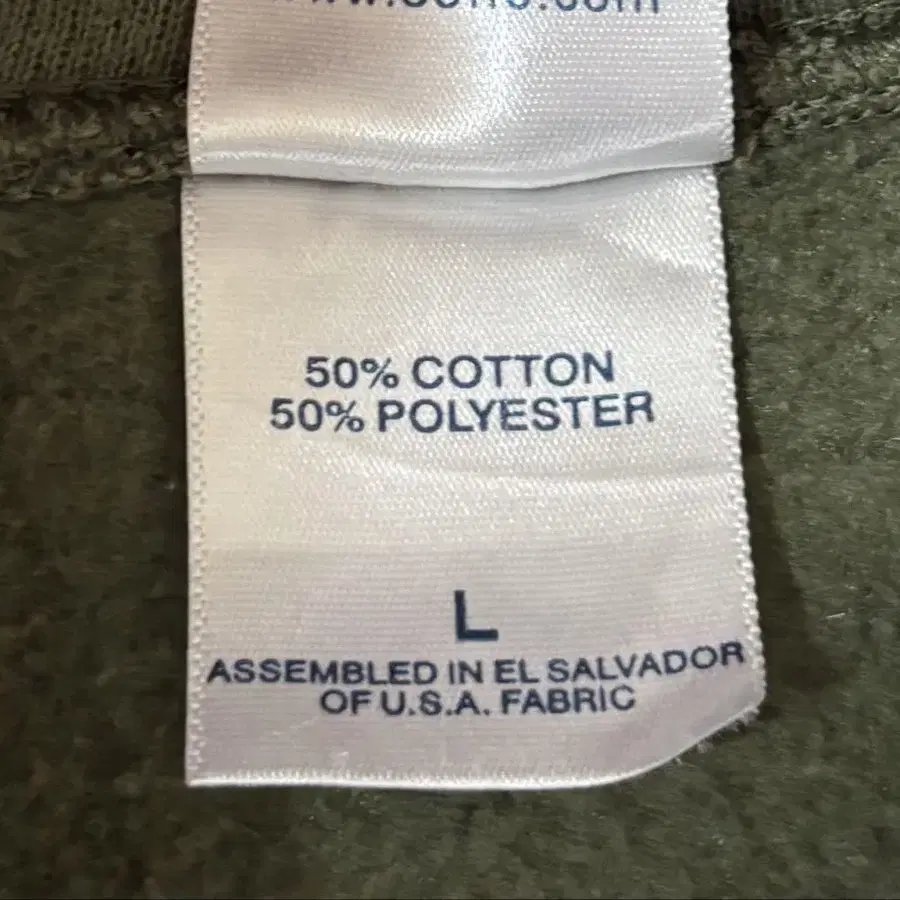 50% COTTON
50% POLYESTER
L
ASSEMBLED IN EL SALVADOR
OF U.S.A. FABRIC